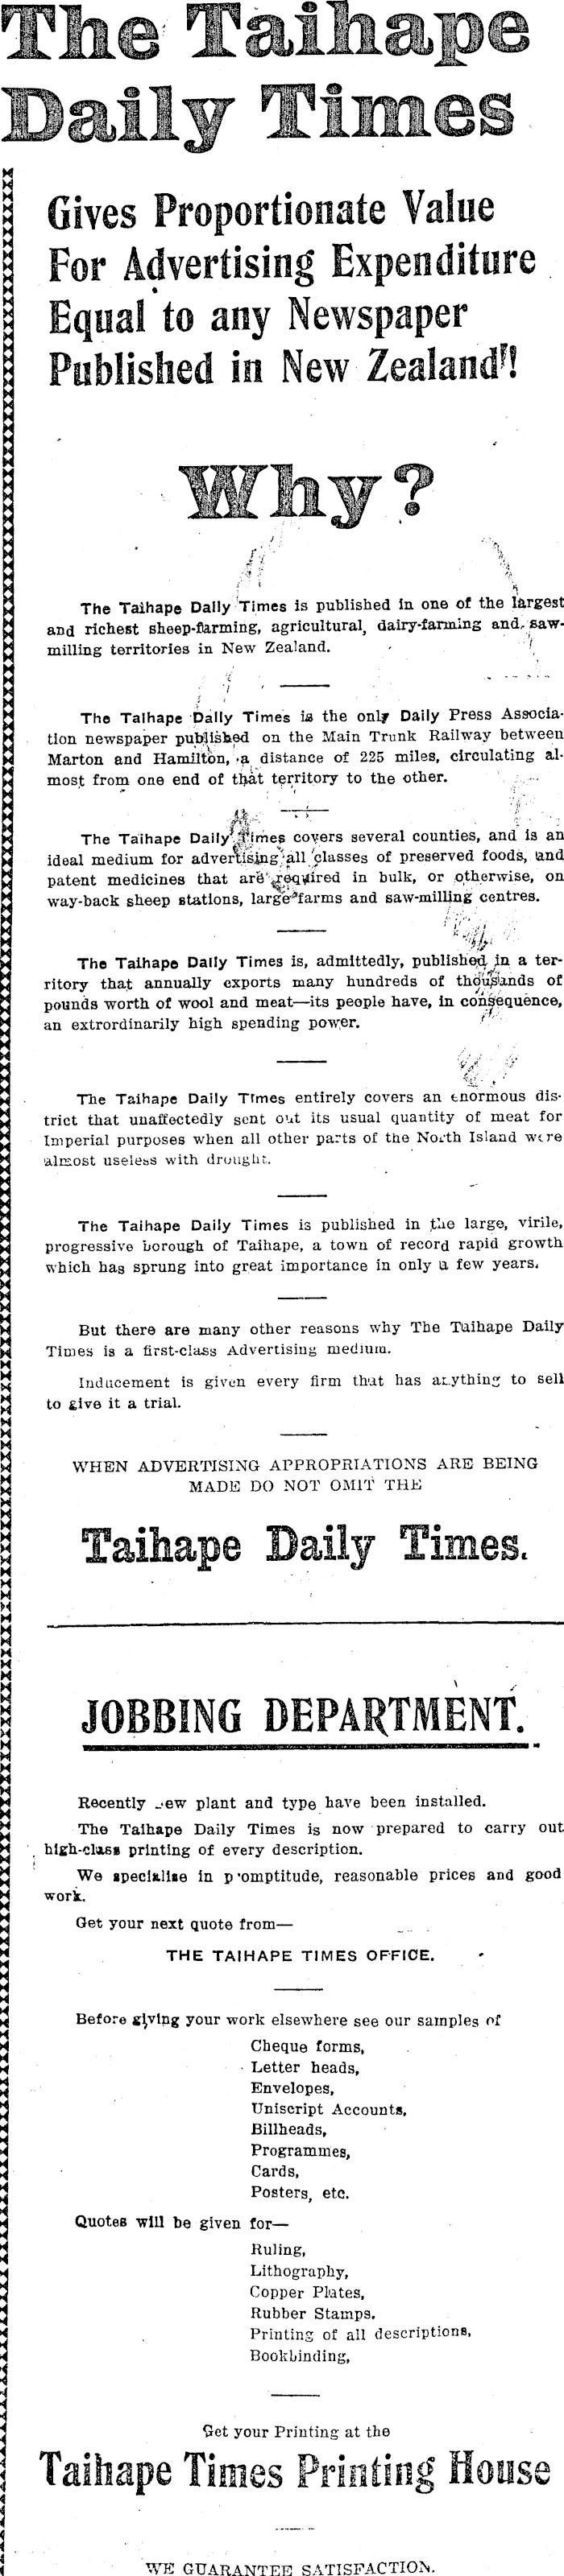 The Taihape
Daily Times
Gives Proportionate Value
For Advertising Expenditure
Equal to any Newspaper
Published in New Zealand!!
Why?
The Taihape Daily Times is published in one of the largest
and richest sheep-farming, agricultural, dairy-farming and saw-
milling territories in New Zealand.
The Taihape Daily Times is the only Daily Press Associa-
tion newspaper published on the Main Trunk Railway between
Marton and Hamilton, a distance of 225 miles, circulating al-
most from one end of that territory to the other.
The Taihape Daily Times covers several counties, and is an
ideal medium for advertising all classes of preserved foods, and
patent medicines that are required in bulk, or otherwise, on
way-back sheep stations, large farms and saw-milling centres.
The Taihape Daily Times is, admittedly, published in a ter-
ritory that annually exports many hundreds of thousands of
pounds worth of wool and meat—its people have, in consequence,
an extrordinarily high spending power.
The Taihape Daily Times entirely covers an enormous dis-
trict that unaffectedly sent out its usual quantity of meat for
Imperial purposes when all other parts of the North Island were
almost useless with drought.
The Taihape Daily Times is published in the large, virile,
progressive borough of Taihape, a town of record rapid growth
which has sprung into great importance in only a few years.
But there are many other reasons why The Taihape Daily
Times is a first-class Advertising medium.
Inducement is given every firm that has anything to sell
to give it a trial.
WHEN ADVERTISING APPROPRIATIONS ARE BEING
MADE DO NOT OMIT THE
Taihape Daily Times.
JOBBING DEPARTMENT.
Recently new plant and type have been installed.
The Taihape Daily Times is now prepared to carry out
high-class printing of every description.
We specialise in promptitude, reasonable prices and good
work.
Get your next quote from—
THE TAIHAPE TIMES OFFICE.
Before giving your work elsewhere see our samples of
Cheque forms,
Letter heads,
Envelopes,
Uniscript Accounts,
Billheads,
Programmes,
Cards,
Posters, etc.
Quotes will be given for—
Ruling,
Lithography,
Copper Plates,
Rubber Stamps.
Printing of all descriptions,
Bookbinding,
Get your Printing at the
Taihape Times Printing House
WE GUARANTEE SATISFACTION.